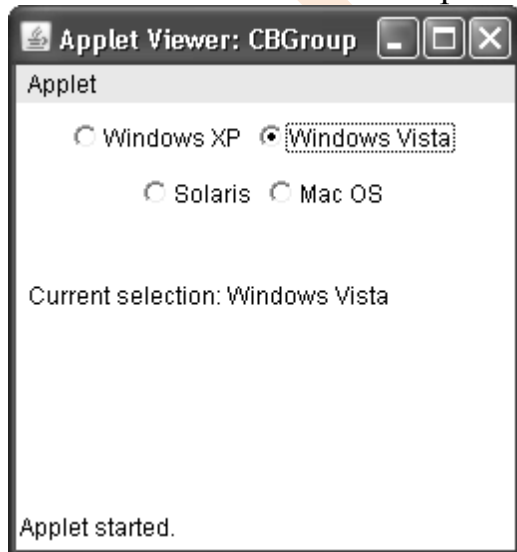 Applet Viewer: CBGroup
Applet
Windows XP Windows Vista
Solaris Mac OS
Current selection: Windows Vista
Applet started.